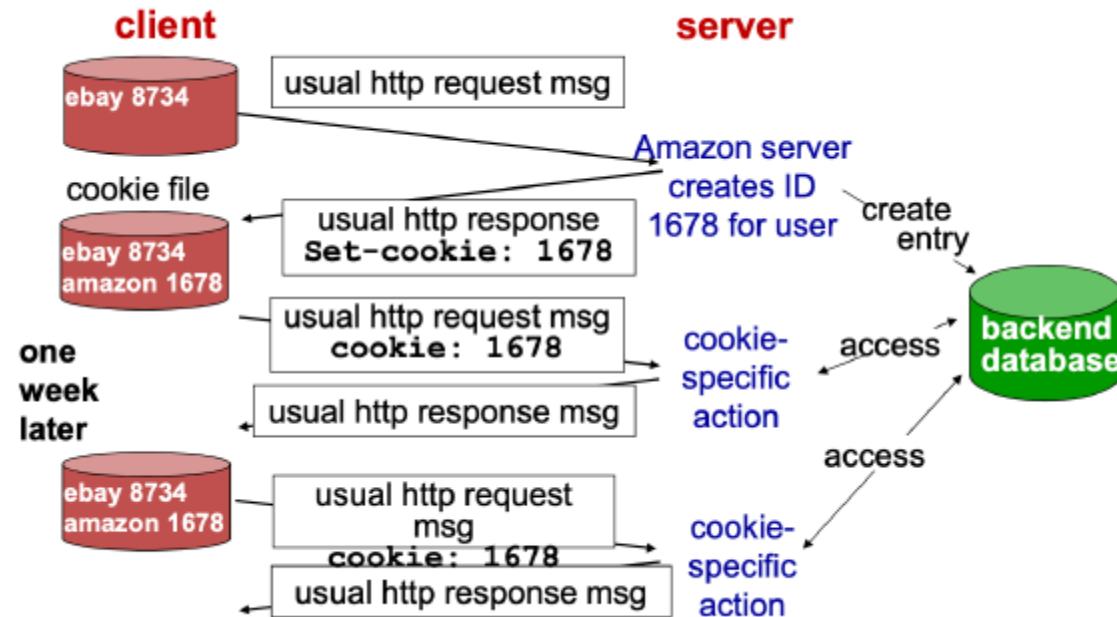 client
server
ebay 8734
usual http request msg
Amazon server
creates ID
1678 for user
create
entry
cookie file
usual http response
Set-cookie: 1678
ebay 8734
amazon 1678
backend
database
usual http request msg
cookie: 1678
cookie-
specific
action
access
one
week
later
usual http response msg
access
ebay 8734
amazon 1678
usual http request
msg
cookie: 1678
cookie-
specific
action
usual http response msg